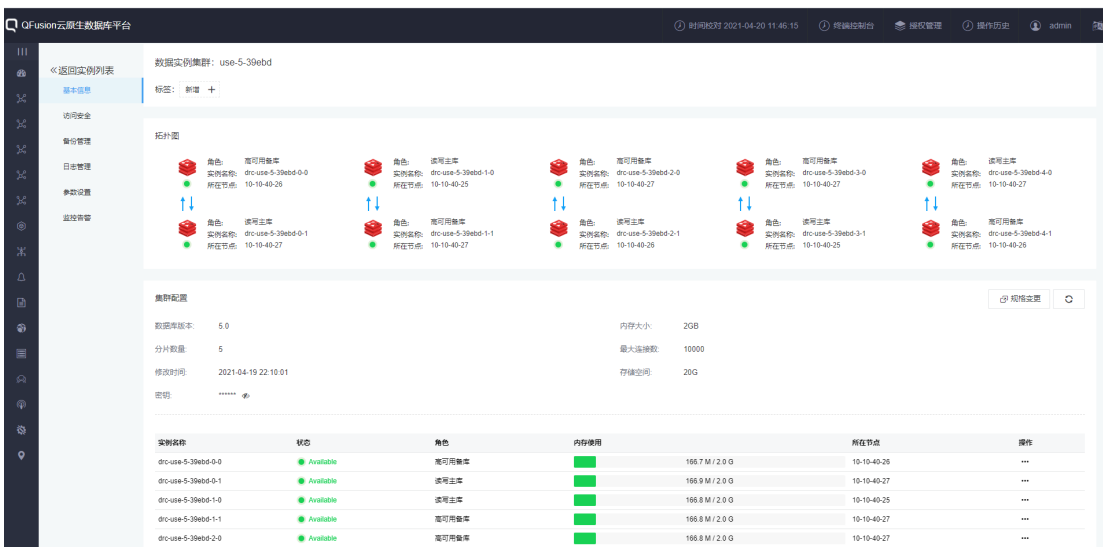 QFusion云原生数据库平台
时间校对 2021-04-20 11:46:15 终端控制台 授权管理 操作历史 admin
«返回实例列表
基本信息
访问安全
备份管理
日志管理
参数设置
监控告警
数据实例集群：use-5-39ebd
标签： 新增 +
拓扑图
角色: 高可用备库
实例名称: drc-use-5-39ebd-0-0
所在节点: 10-10-40-26
角色: 读写主库
实例名称: drc-use-5-39ebd-1-0
所在节点: 10-10-40-25
角色: 高可用备库
实例名称: drc-use-5-39ebd-2-0
所在节点: 10-10-40-27
角色: 高可用备库
实例名称: drc-use-5-39ebd-3-0
所在节点: 10-10-40-27
角色: 读写主库
实例名称: drc-use-5-39ebd-4-0
所在节点: 10-10-40-27
角色: 读写主库
实例名称: drc-use-5-39ebd-0-1
所在节点: 10-10-40-27
角色: 高可用备库
实例名称: drc-use-5-39ebd-1-1
所在节点: 10-10-40-27
角色: 读写主库
实例名称: drc-use-5-39ebd-2-1
所在节点: 10-10-40-26
角色: 读写主库
实例名称: drc-use-5-39ebd-3-1
所在节点: 10-10-40-25
角色: 高可用备库
实例名称: drc-use-5-39ebd-4-1
所在节点: 10-10-40-26
集群配置
规格变更
数据库版本: 5.0 内存大小: 2GB
分片数量: 5 最大连接数: 10000
修改时间: 2021-04-19 22:10:01 存储空间: 20G
密钥: ******
实例名称 状态 角色 内存使用 所在节点 操作
drc-use-5-39ebd-0-0 Available 高可用备库 166.7 M / 2.0 G 10-10-40-26 •••
drc-use-5-39ebd-0-1 Available 读写主库 166.9 M / 2.0 G 10-10-40-27 •••
drc-use-5-39ebd-1-0 Available 读写主库 166.8 M / 2.0 G 10-10-40-25 •••
drc-use-5-39ebd-1-1 Available 高可用备库 166.8 M / 2.0 G 10-10-40-27 •••
drc-use-5-39ebd-2-0 Available 高可用备库 166.8 M / 2.0 G 10-10-40-27 •••